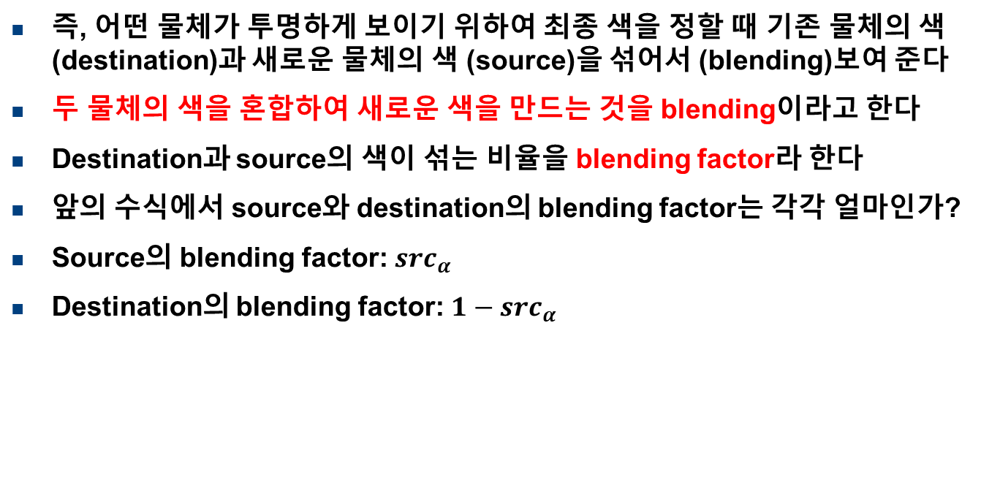 즉, 어떤 물체가 투명하게 보이기 위하여 최종 색을 정할 때 기존 물체의 색
(destination)과 새로운 물체의 색 (source)을 섞어서 (blending)보여 준다
두 물체의 색을 혼합하여 새로운 색을 만드는 것을 blending이라고 한다
Destination과 source의 색이 섞는 비율을 blending factor라 한다
앞의 수식에서 source와 destination의 blending factor는 각각 얼마인가?
Source의 blending factor: 𝒔𝒓𝒄𝜶
Destination의 blending factor: 𝟏 − 𝒔𝒓𝒄𝜶